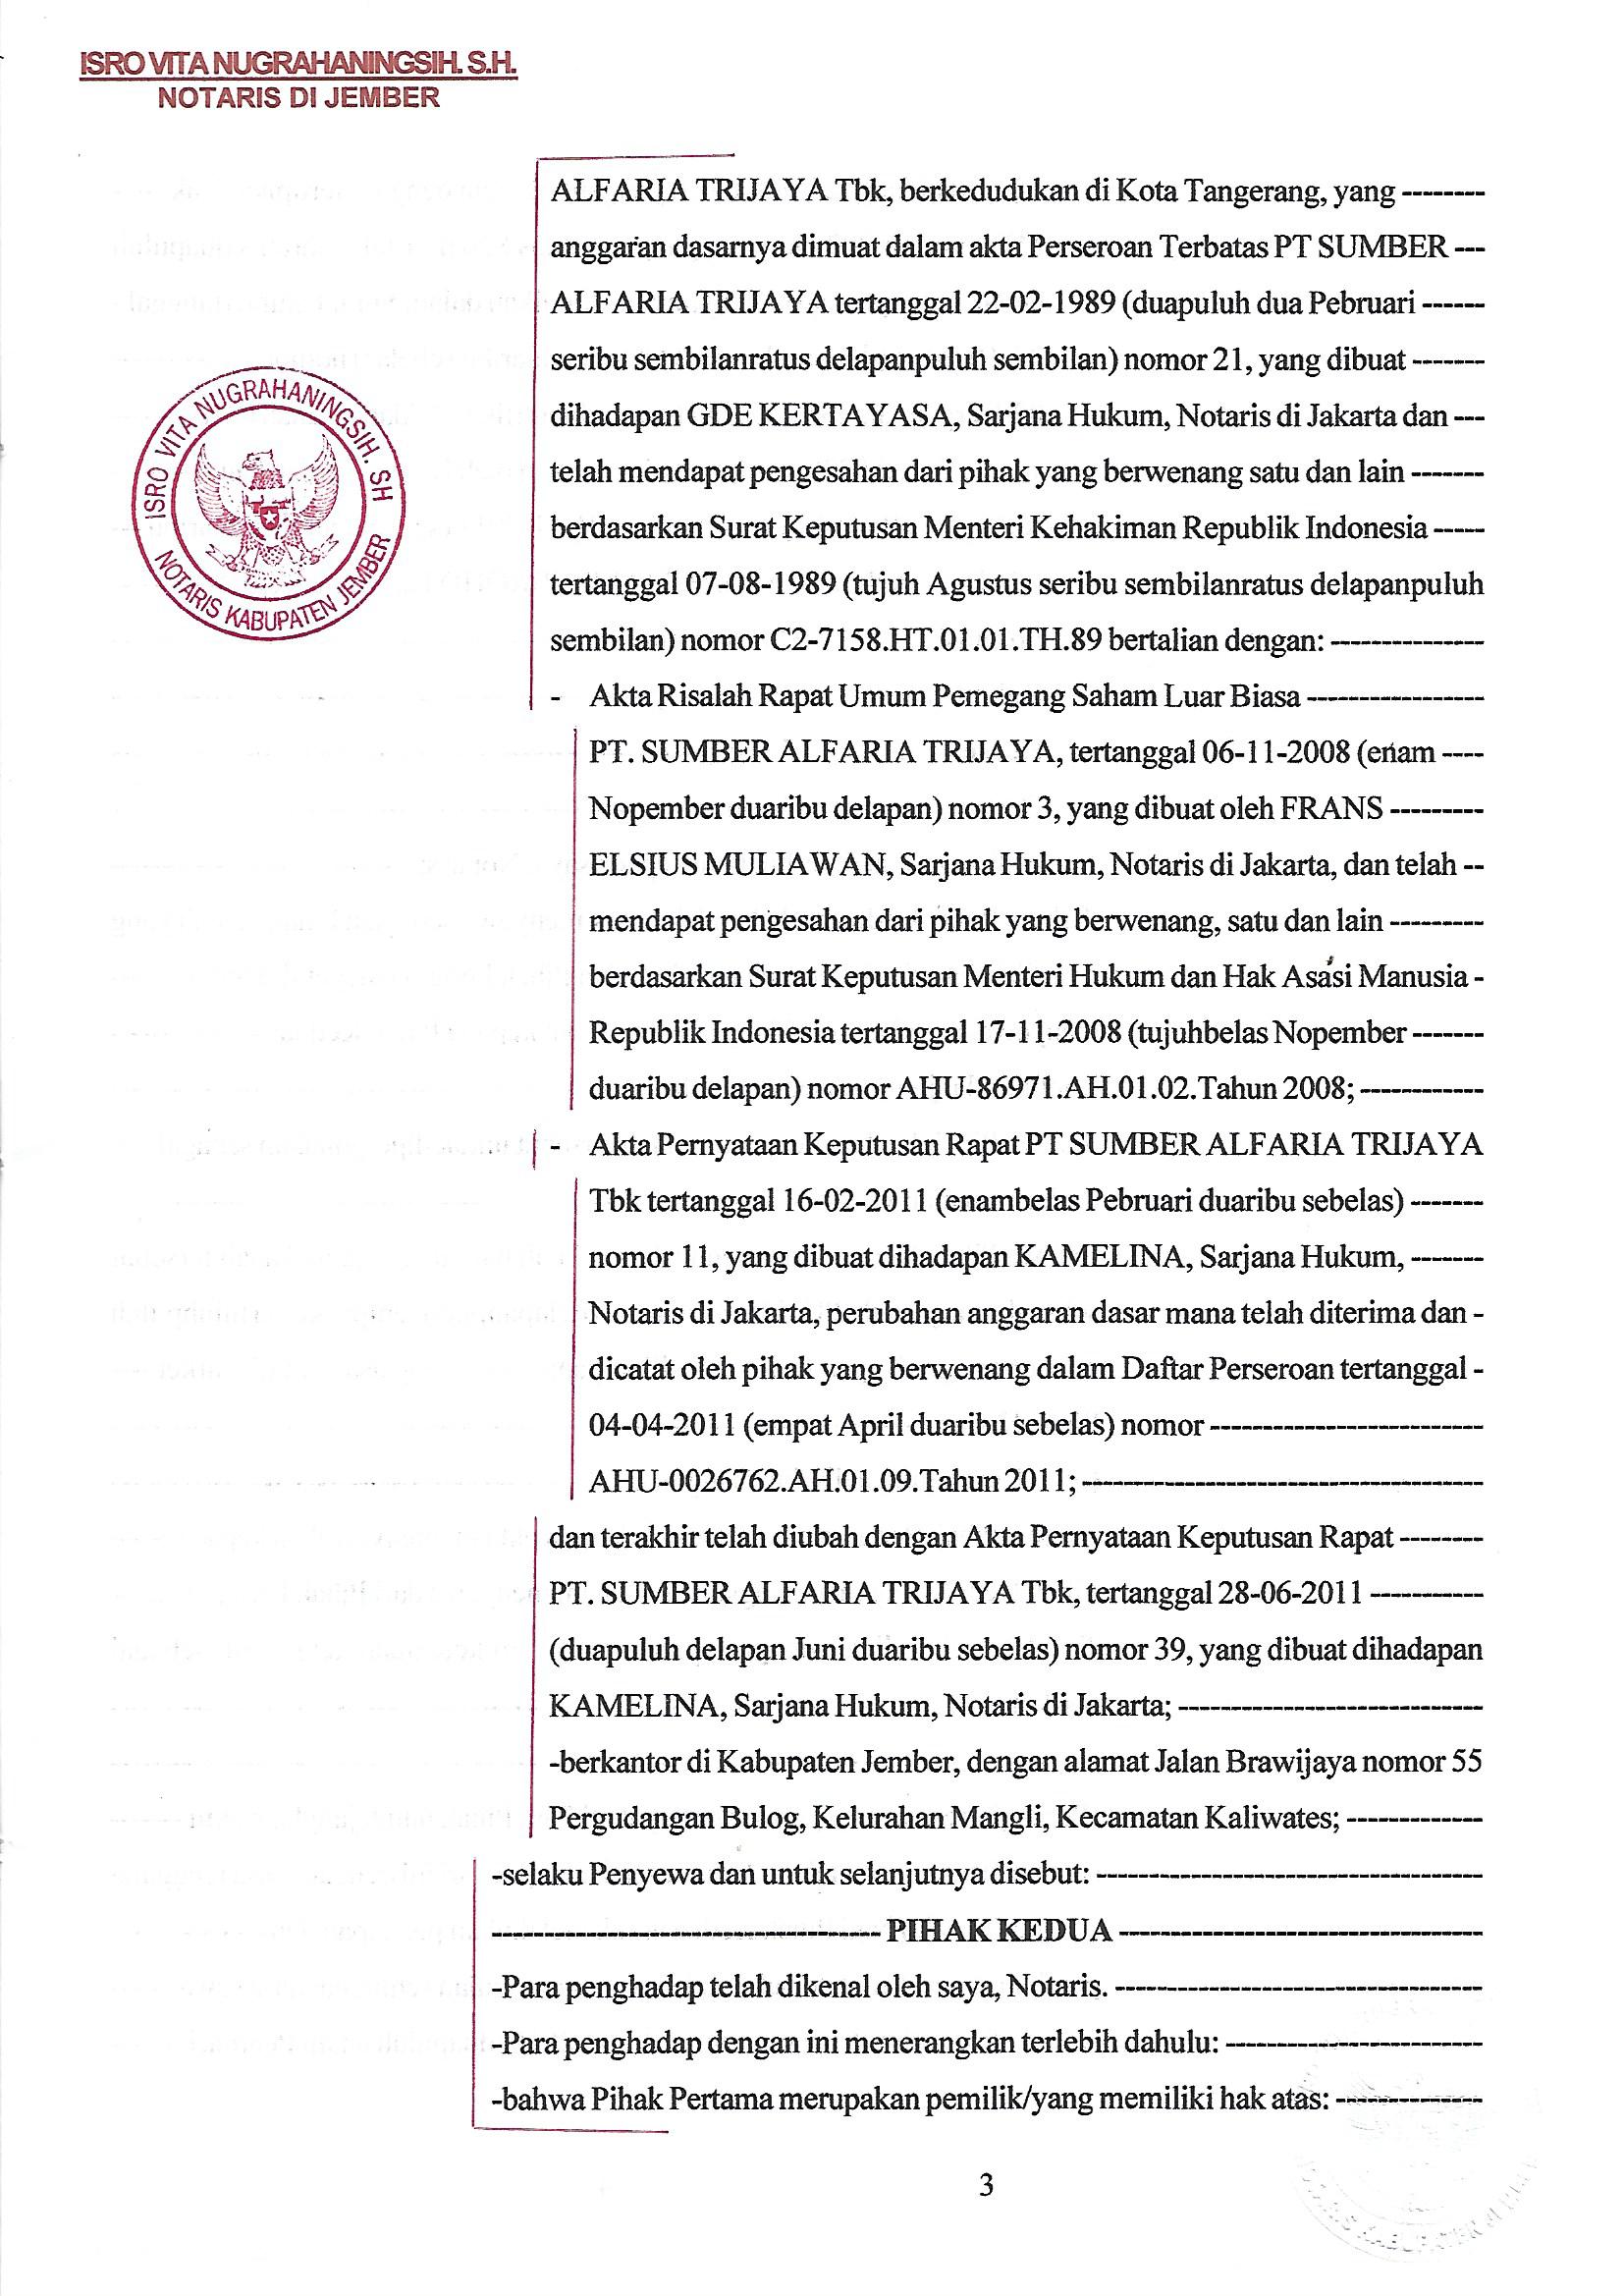 ISRO VITA NUGRAHANINGSIH. S.H.
NOTARIS DI JEMBER
ALFARIA TRIJAYA Tbk, berkedudukan di Kota Tangerang, yang --------
anggaran dasarnya dimuat dalam akta Perseroan Terbatas PT SUMBER ---
ALFARIA TRIJAYA tertanggal 22-02-1989 (duapuluh dua Pebruari ------
seribu sembilanratus delapanpuluh sembilan) nomor 21, yang dibuat -------
dihadapan GDE KERTAYASA, Sarjana Hukum, Notaris di Jakarta dan ---
telah mendapat pengesahan dari pihak yang berwenang satu dan lain -------
berdasarkan Surat Keputusan Menteri Kehakiman Republik Indonesia -----
tertanggal 07-08-1989 (tujuh Agustus seribu sembilanratus delapanpuluh
sembilan) nomor C2-7158.HT.01.01.TH.89 bertalian dengan: ---------------
- Akta Risalah Rapat Umum Pemegang Saham Luar Biasa -----------------
PT. SUMBER ALFARIA TRIJAYA, tertanggal 06-11-2008 (enam ----
Nopember duaribu delapan) nomor 3, yang dibuat oleh FRANS ---------
ELSIUS MULIAWAN, Sarjana Hukum, Notaris di Jakarta, dan telah --
mendapat pengesahan dari pihak yang berwenang, satu dan lain ---------
berdasarkan Surat Keputusan Menteri Hukum dan Hak Asasi Manusia -
Republik Indonesia tertanggal 17-11-2008 (tujuhbelas Nopember -------
duaribu delapan) nomor AHU-86971.AH.01.02.Tahun 2008; ------------
- Akta Pernyataan Keputusan Rapat PT SUMBER ALFARIA TRIJAYA
Tbk tertanggal 16-02-2011 (enambelas Pebruari duaribu sebelas) -------
nomor 11, yang dibuat dihadapan KAMELINA, Sarjana Hukum, -------
Notaris di Jakarta, perubahan anggaran dasar mana telah diterima dan -
dicatat oleh pihak yang berwenang dalam Daftar Perseroan tertanggal -
04-04-2011 (empat April duaribu sebelas) nomor --------------------------
AHU-0026762.AH.01.09.Tahun 2011; --------------------------------------
dan terakhir telah diubah dengan Akta Pernyataan Keputusan Rapat --------
PT. SUMBER ALFARIA TRIJAYA Tbk, tertanggal 28-06-2011 -----------
(duapuluh delapan Juni duaribu sebelas) nomor 39, yang dibuat dihadapan
KAMELINA, Sarjana Hukum, Notaris di Jakarta; -----------------------------
-berkantor di Kabupaten Jember, dengan alamat Jalan Brawijaya nomor 55
Pergudangan Bulog, Kelurahan Mangli, Kecamatan Kaliwates; -------------
-selaku Penyewa dan untuk selanjutnya disebut: -------------------------------------
------------------------------------- PIHAK KEDUA -----------------------------------
-Para penghadap telah dikenal oleh saya, Notaris. -----------------------------------
-Para penghadap dengan ini menerangkan terlebih dahulu: -------------------------
-bahwa Pihak Pertama merupakan pemilik/yang memiliki hak atas: --------------
3
ISRO VITA NUGRAHANINGSIH. SH
NOTARIS KABUPATEN JEMBER